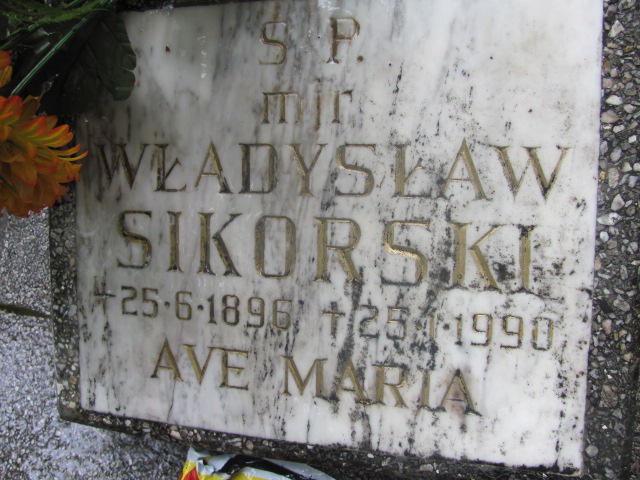 Ś. P.
mjr
WŁADYSŁAW
SIKORSKI
+25·6·1896 †25·1·1990
AVE MARIA